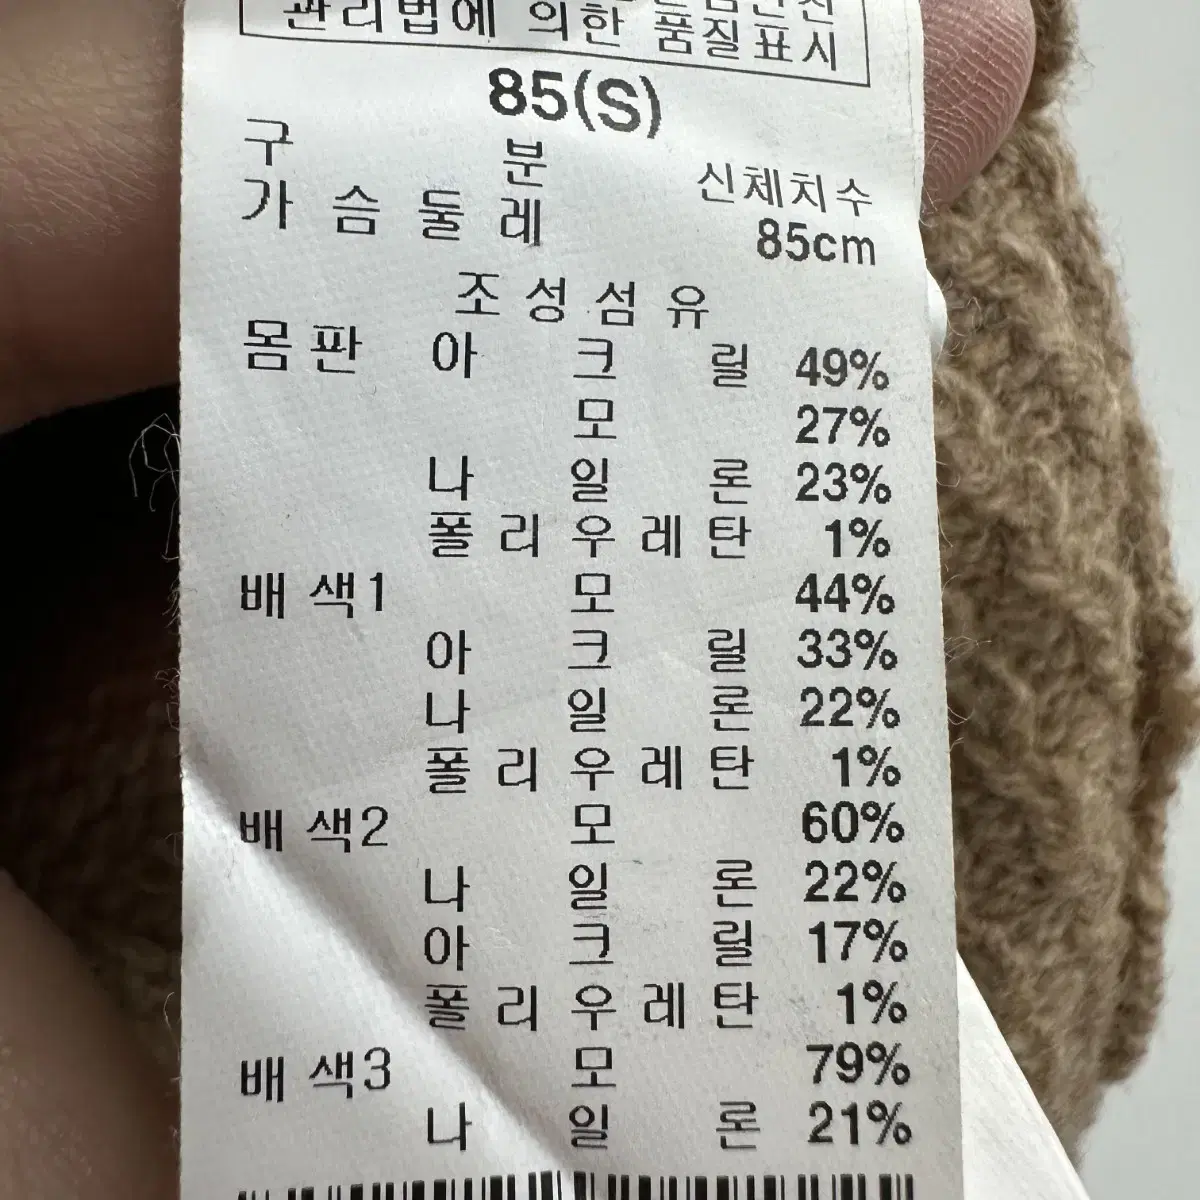 관리법에 의한 품질표시
85(S)
구 분 신체치수
가슴둘레 85cm
조성섬유
몸판 아크릴 49%
모 27%
나일론 23%
폴리우레탄 1%
배색1 모 44%
아크릴 33%
나일론 22%
폴리우레탄 1%
배색2 모 60%
나일론 22%
아크릴 17%
폴리우레탄 1%
배색3 모 79%
나일론 21%